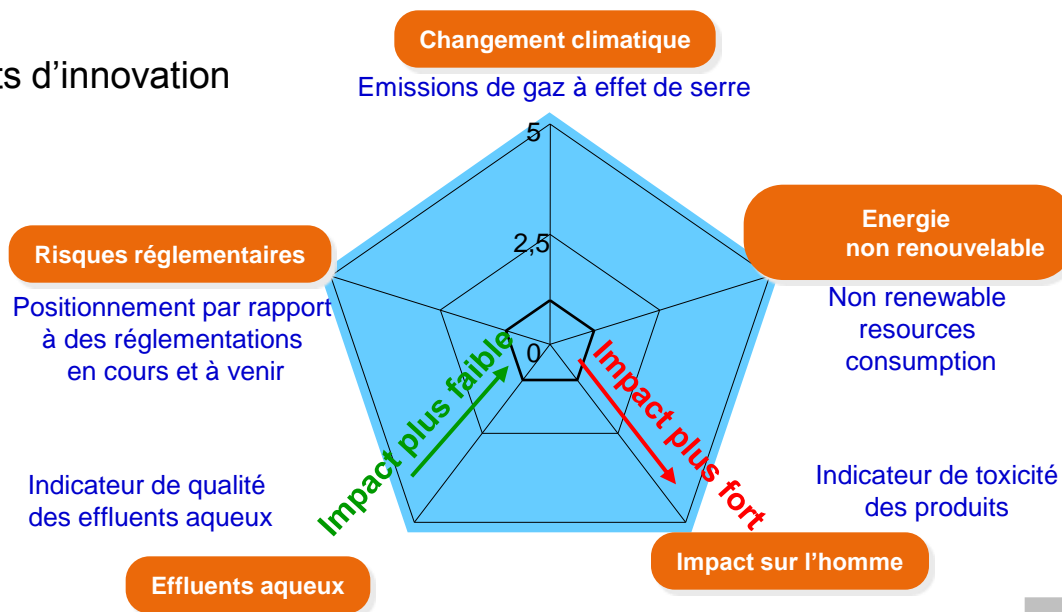 Changement climatique
ts d’innovation
Emissions de gaz à effet de serre
5
2,5
0
Risques réglementaires
Positionnement par rapport
à des réglementations
en cours et à venir
Energie
non renouvelable
Non renewable
resources
consumption
Impact plus faible
Impact plus fort
Indicateur de qualité
des effluents aqueux
Effluents aqueux
Indicateur de toxicité
des produits
Impact sur l’homme